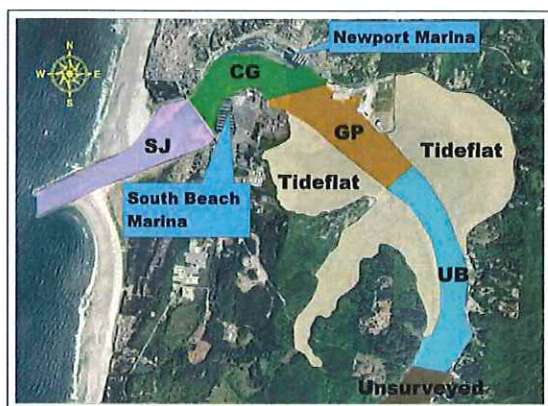 Newport Marina
N
W
E
S
CG
SJ
GP
Tideflat
Tideflat
South Beach
Marina
UB
Unsurveyed